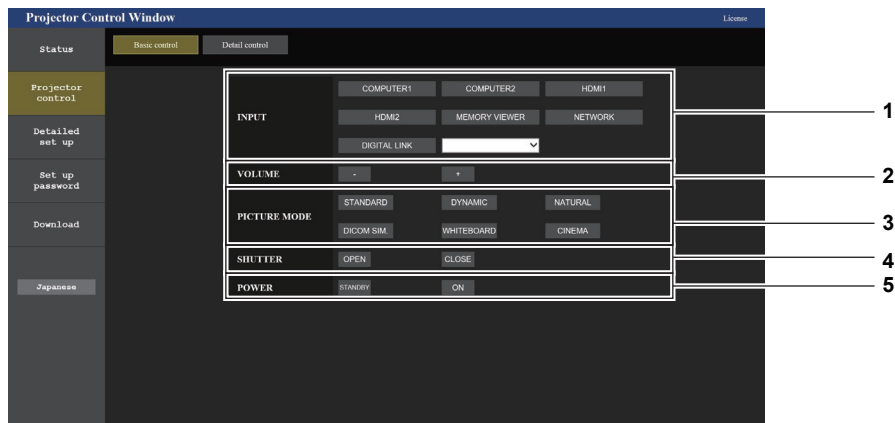 Projector Control Window
License
Status
Basic control
Detail control
Projector
control
Detailed
set up
Set up
password
Download
Japanese
INPUT
COMPUTER1
COMPUTER2
HDMI1
HDMI2
MEMORY VIEWER
NETWORK
DIGITAL LINK
VOLUME
-
+
PICTURE MODE
STANDARD
DYNAMIC
NATURAL
DICOM SIM.
WHITEBOARD
CINEMA
SHUTTER
OPEN
CLOSE
POWER
STANDBY
ON
1
2
3
4
5